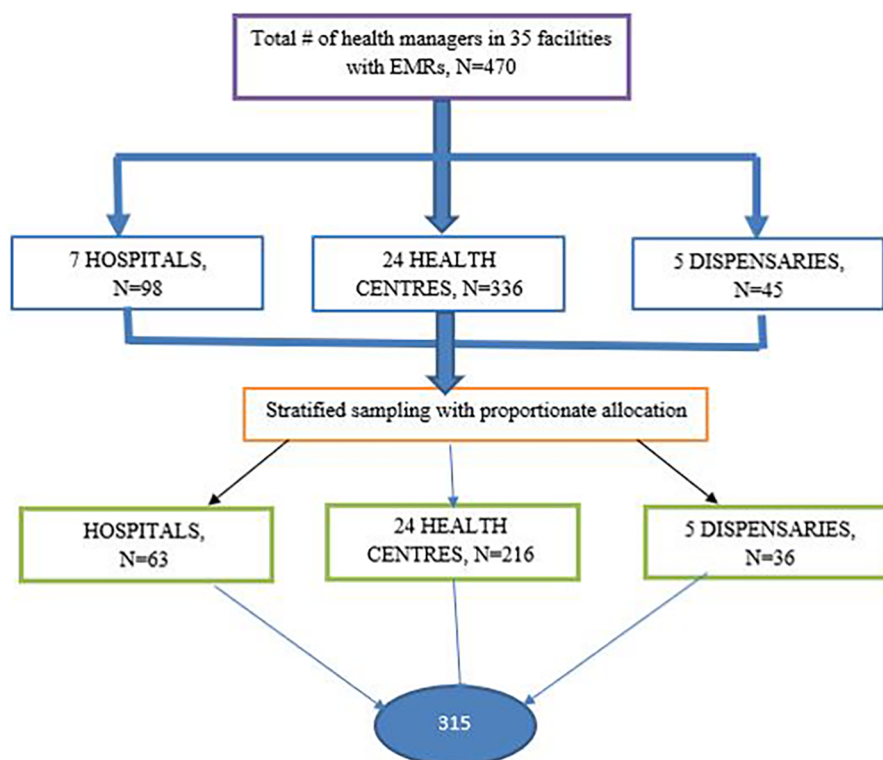 Total # of health managers in 35 facilities
with EMRs, N=470
7 HOSPITALS,
N=98
24 HEALTH
CENTRES, N=336
5 DISPENSARIES,
N=45
Stratified sampling with proportionate allocation
HOSPITALS,
N=63
24 HEALTH
CENTRES, N=216
5 DISPENSARIES,
N=36
315